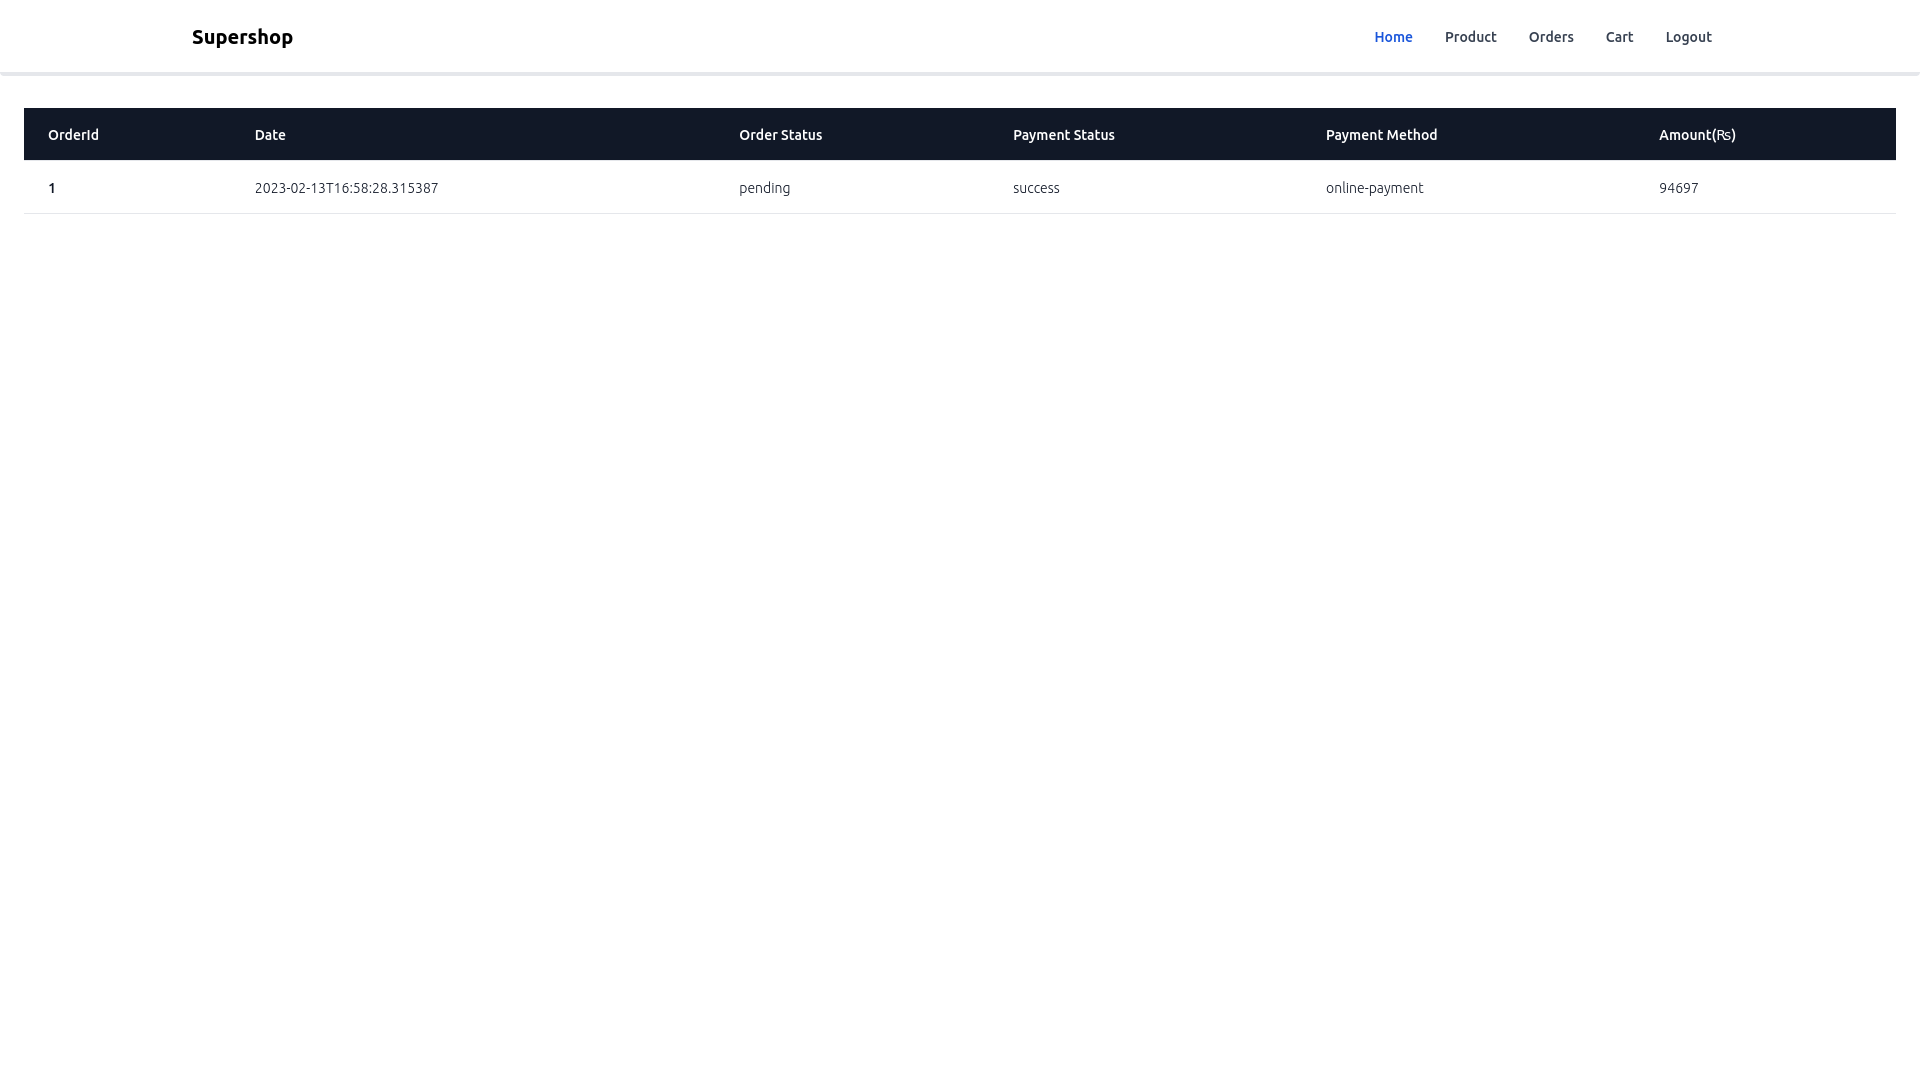 Supershop Home Product Orders Cart Logout
OrderId Date Order Status Payment Status Payment Method Amount(₨)
1 2023-02-13T16:58:28.315387 pending success online-payment 94697